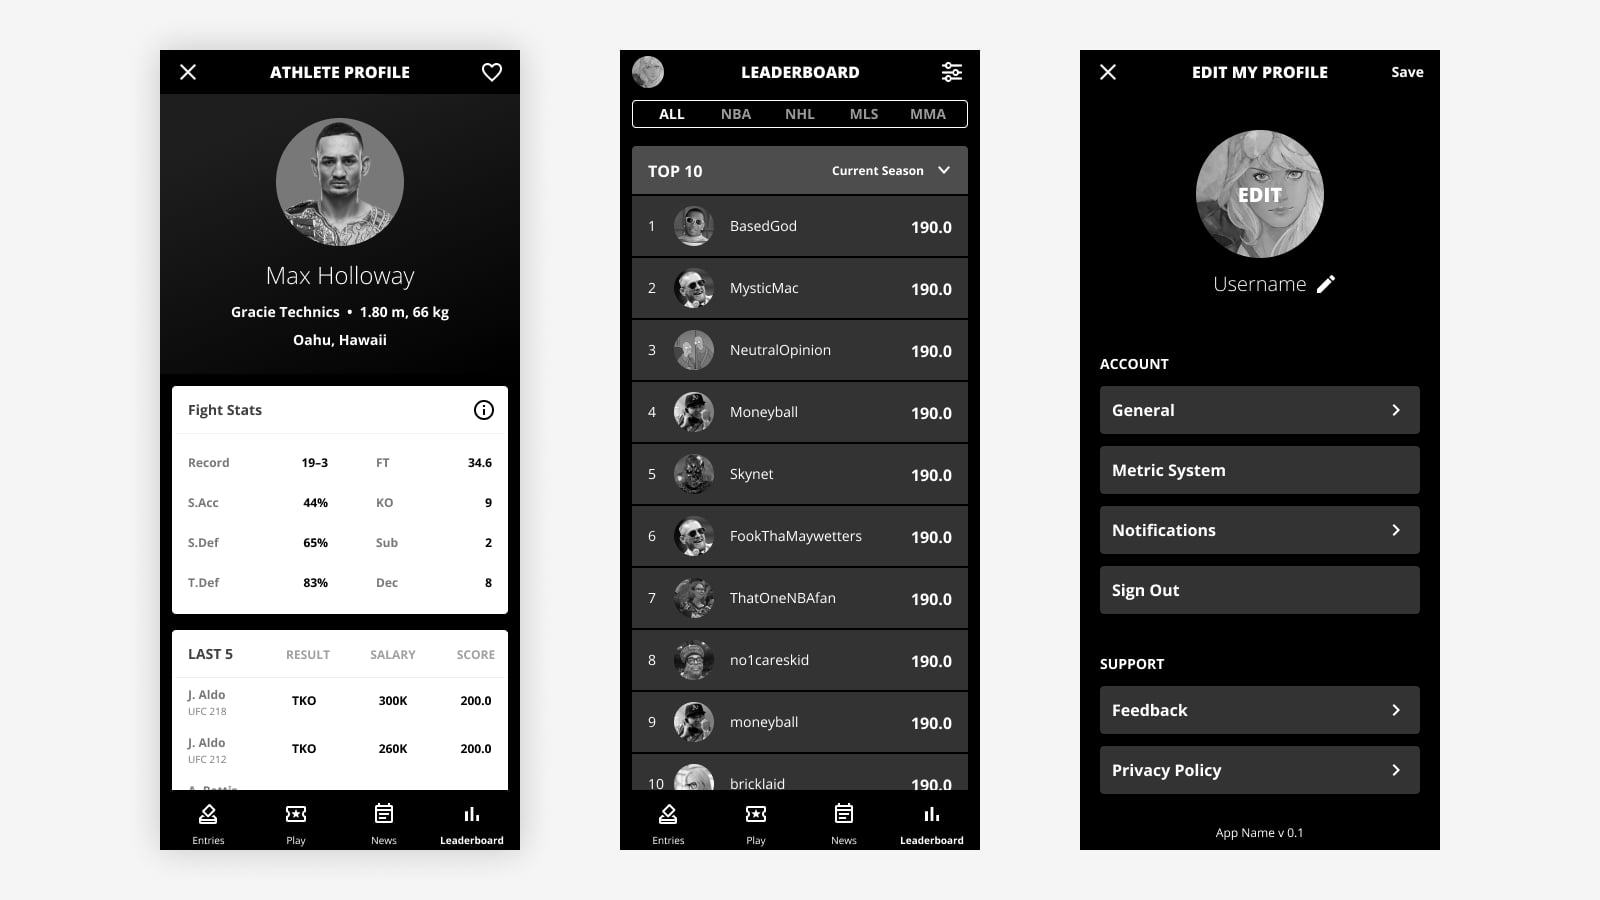 ATHLETE PROFILE
Max Holloway
Gracie Technics • 1.80 m, 66 kg
Oahu, Hawaii
Fight Stats
Record 19–3 FT 34.6
S.Acc 44% KO 9
S.Def 65% Sub 2
T.Def 83% Dec 8
LAST 5 RESULT SALARY SCORE
J. Aldo
UFC 218
TKO 300K 200.0
J. Aldo
UFC 212
TKO 260K 200.0
Entries Play News Leaderboard
LEADERBOARD
ALL NBA NHL MLS MMA
TOP 10 Current Season
1 BasedGod 190.0
2 MysticMac 190.0
3 NeutralOpinion 190.0
4 Moneyball 190.0
5 Skynet 190.0
6 FookThaMaywetters 190.0
7 ThatOneNBAfan 190.0
8 no1careskid 190.0
9 moneyball 190.0
10 bricklaid 190.0
Entries Play News Leaderboard
EDIT MY PROFILE Save
EDIT
Username
ACCOUNT
General
Metric System
Notifications
Sign Out
SUPPORT
Feedback
Privacy Policy
App Name v 0.1